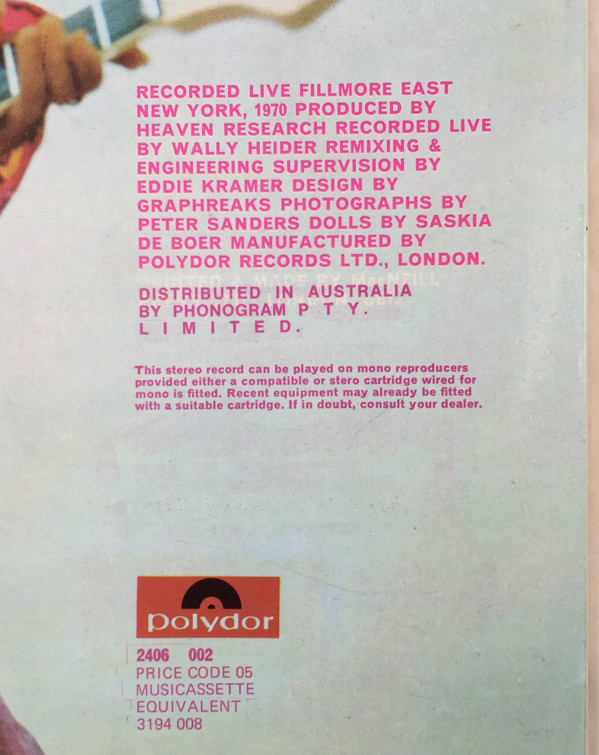 RECORDED LIVE FILLMORE EAST
NEW YORK, 1970 PRODUCED BY
HEAVEN RESEARCH RECORDED LIVE
BY WALLY HEIDER REMIXING &
ENGINEERING SUPERVISION BY
EDDIE KRAMER DESIGN BY
GRAPHREAKS PHOTOGRAPHS BY
PETER SANDERS DOLLS BY SASKIA
DE BOER MANUFACTURED BY
POLYDOR RECORDS LTD., LONDON.
PRINTED & MADE BY MacNEILL
DISTRIBUTED IN AUSTRALIA
BY PHONOGRAM P T Y.
L I M I T E D.
This stereo record can be played on mono reproducers
provided either a compatible or stero cartridge wired for
mono is fitted. Recent equipment may already be fitted
with a suitable cartridge. If in doubt, consult your dealer.
polydor
2406 002
PRICE CODE 05
MUSICASSETTE
EQUIVALENT
3194 008